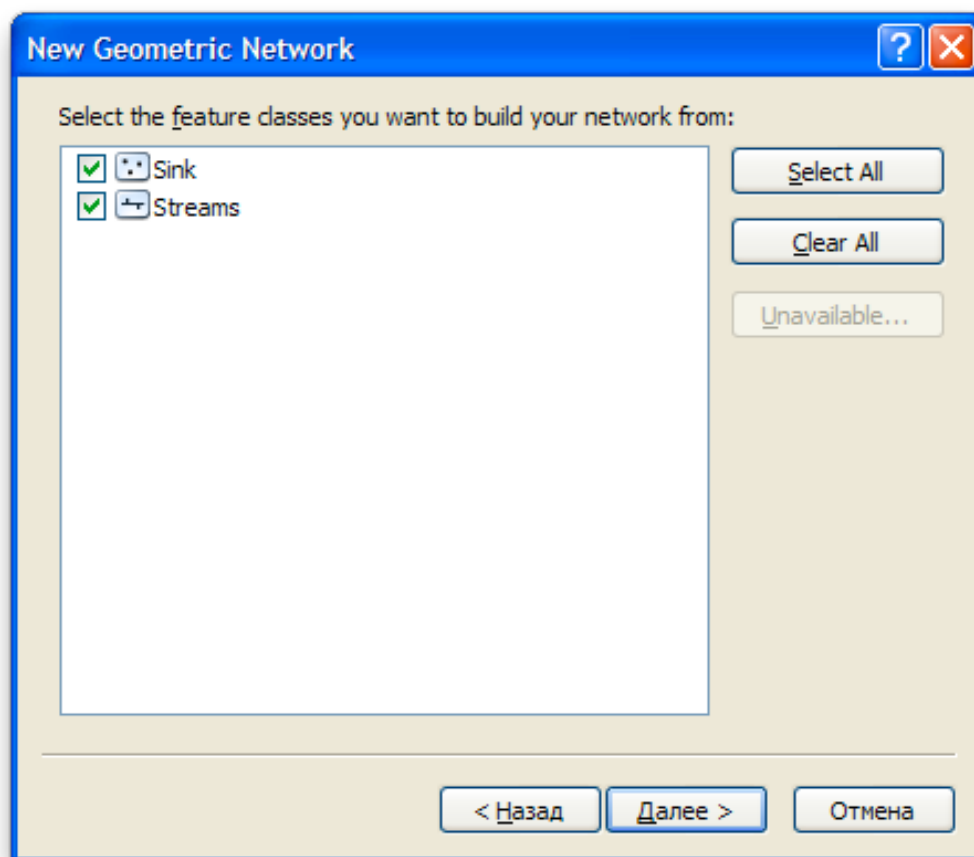 New Geometric Network
Select the feature classes you want to build your network from:
Sink
Streams
Select All
Clear All
Unavailable...
< Назад
Далее >
Отмена